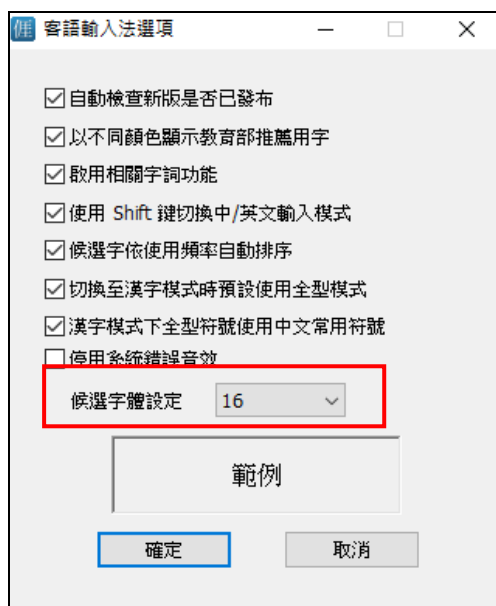 客語輸入法選項
自動檢查新版是否已發布
以不同顏色顯示教育部推薦用字
啟用相關字詞功能
使用 Shift 鍵切換中/英文輸入模式
候選字依使用頻率自動排序
切換至漢字模式時預設使用全型模式
漢字模式下全型符號使用中文常用符號
停用系統錯誤音效
候選字體設定 16
範例
確定 取消